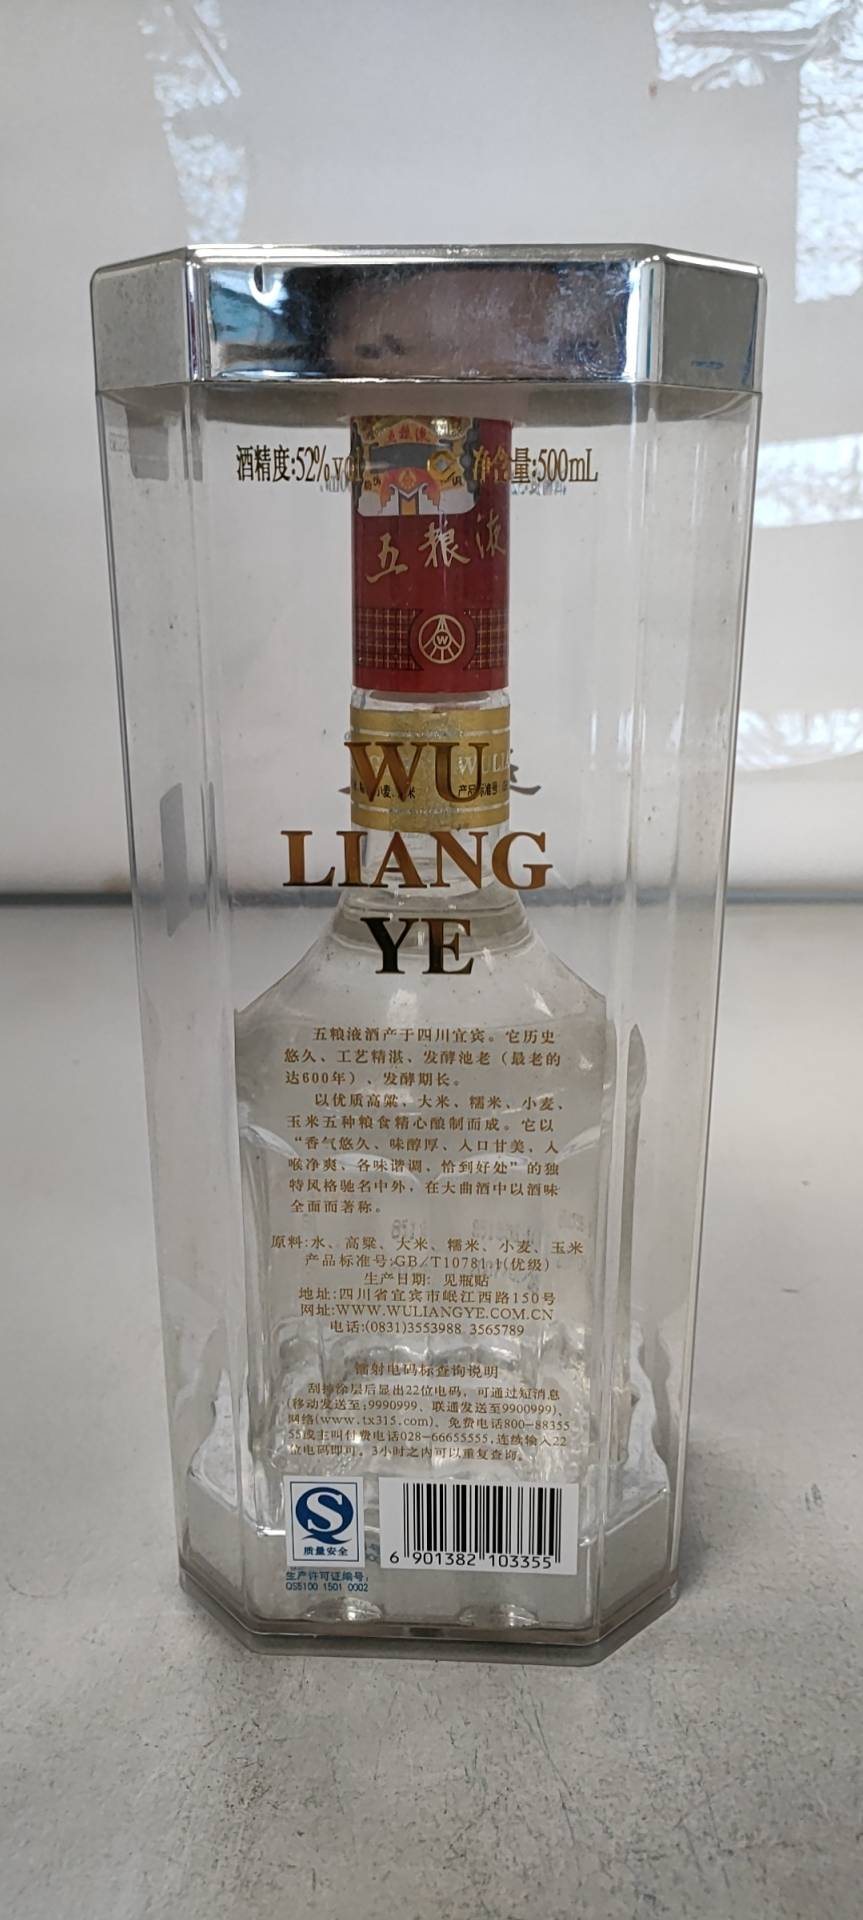 酒精度:52%vol 净含量:500mL
五粮液
WU
LIANG
YE
五粮液酒产于四川宜宾。它历史
悠久、工艺精湛、发酵池老（最老的
达600年）、发酵期长。
以优质高粱、大米、糯米、小麦、
玉米五种粮食精心酿制而成。它以
“香气悠久、味醇厚、入口甘美、入
喉净爽、各味谐调，恰到好处”的独
特风格驰名中外，在大曲酒中以酒味
全面而著称。
原料:水、高粱、大米、糯米、小麦、玉米
产品标准号:GB/T10781.1(优级)
生产日期: 见瓶贴
地址:四川省宜宾市岷江西路150号
网址:WWW.WULIANGYE.COM.CN
电话:(0831)3553988 3565789
镭射电码标查询说明
刮掉涂层后显出22位电码，可通过短消息
(移动发送至:9990999、联通发送至9900999)、
网络(www.tx315.com)、免费电话800-88355
55或主叫付费电话028-66655555,连续输入22
位电码即可。3小时之内可以重复查询。
质量安全
6 901382 103355
生产许可证编号:
QS5100 1501 0002